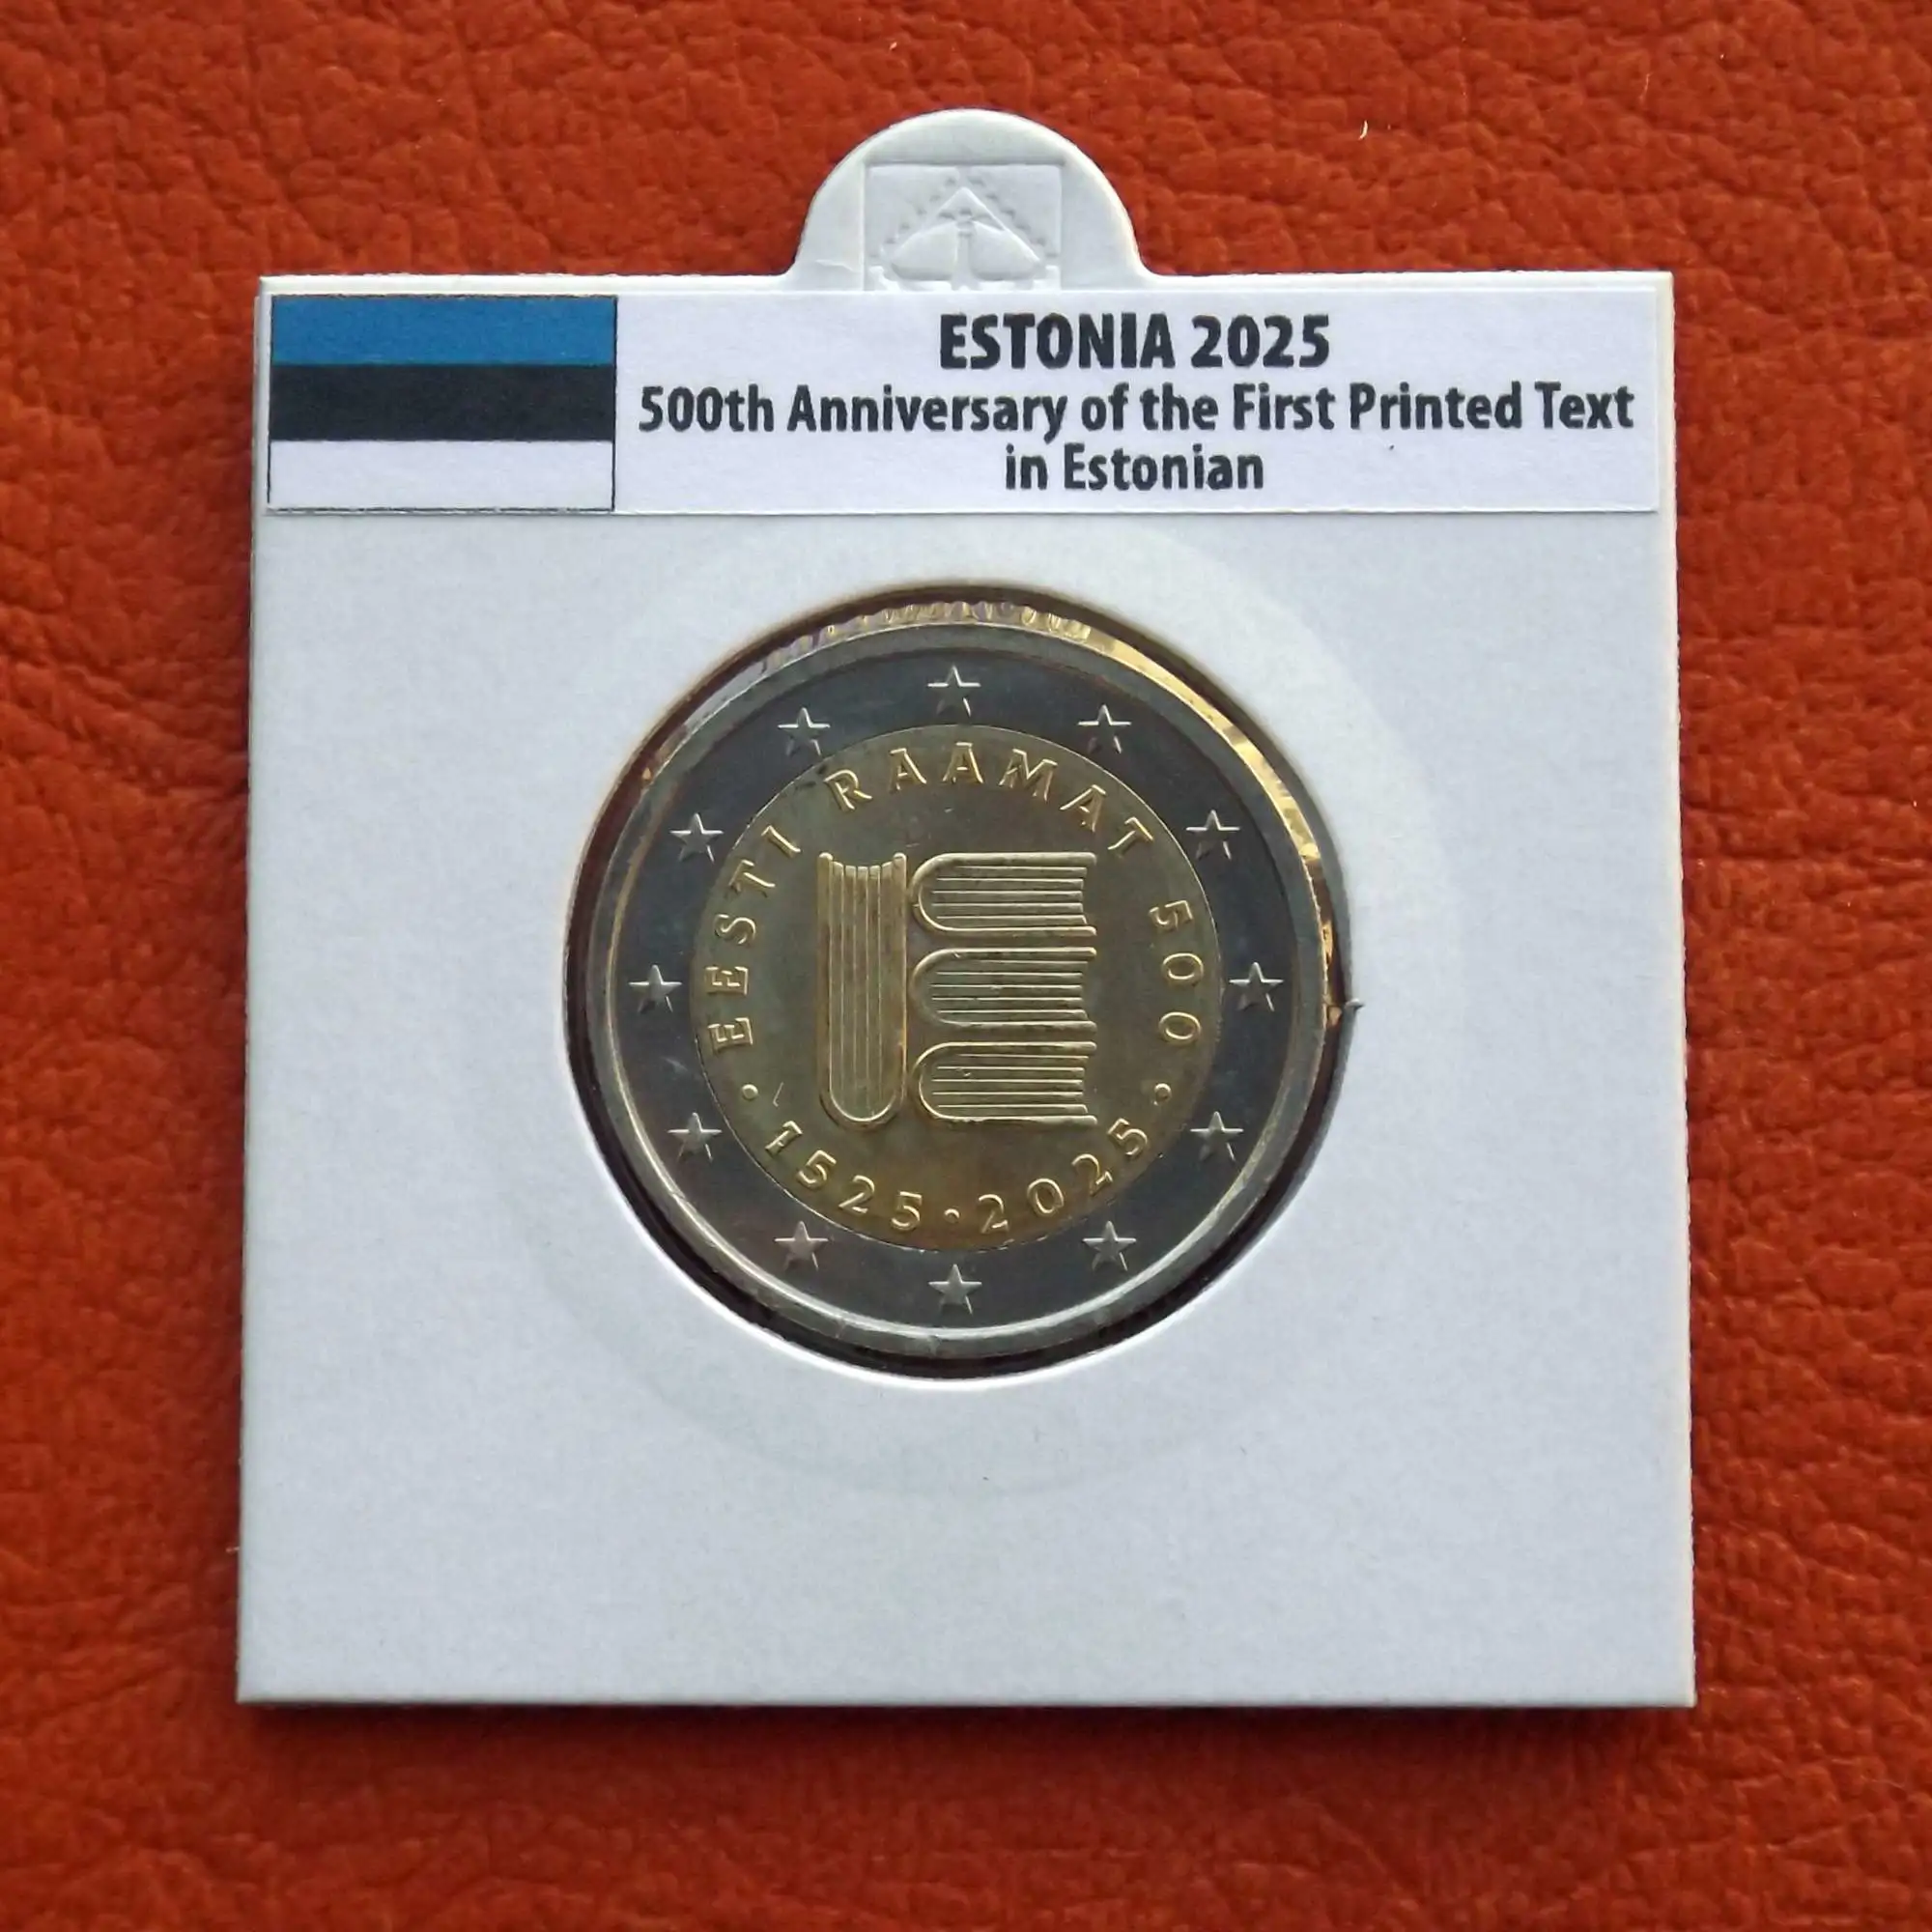 ESTONIA 2025
500th Anniversary of the First Printed Text
in Estonian
EESTI RAAMAT 500
· 1525 · 2025 ·